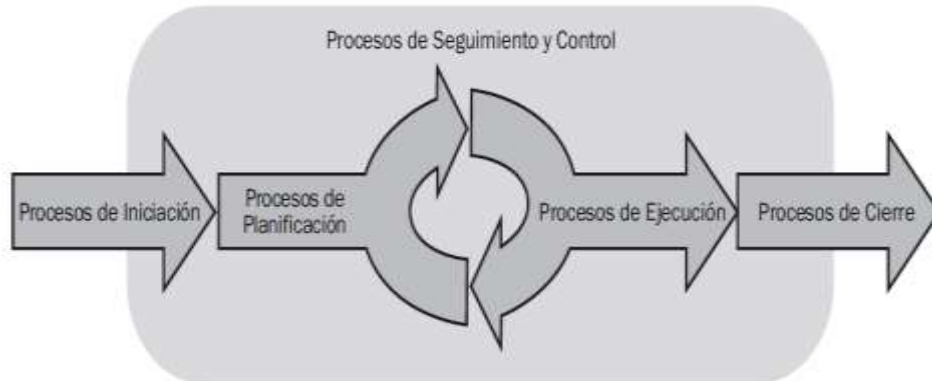 Procesos de Seguimiento y Control
Procesos de Iniciación
Procesos de
Planificación
Procesos de Ejecución
Procesos de Cierre